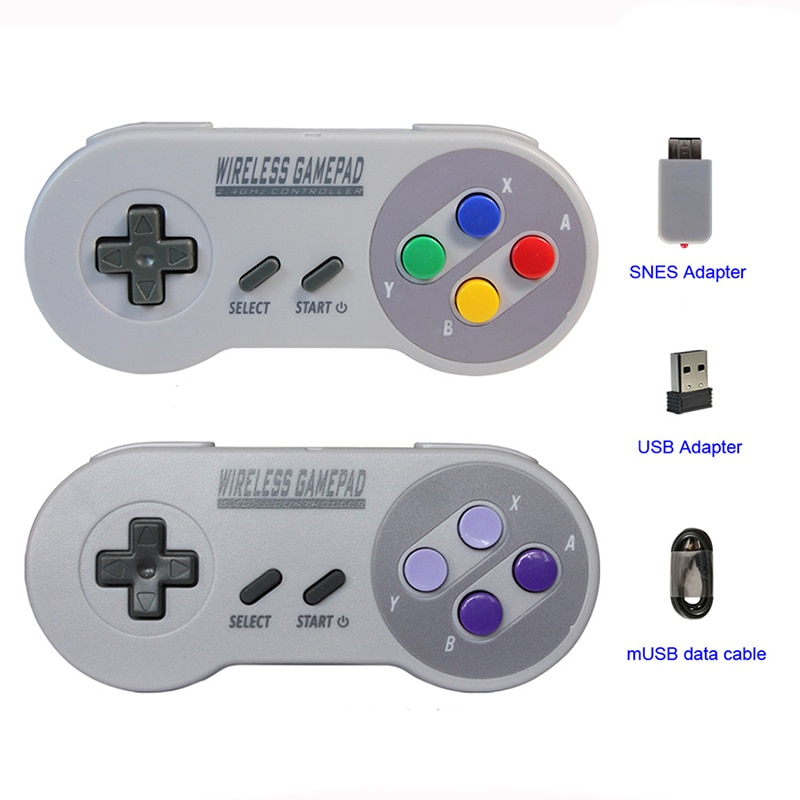 WIRELESS GAMEPAD
2.4GHz CONTROLLER
X
A
Y
B
SELECT START
SNES Adapter
USB Adapter
WIRELESS GAMEPAD
2.4GHz CONTROLLER
X
A
Y
B
SELECT START
mUSB data cable